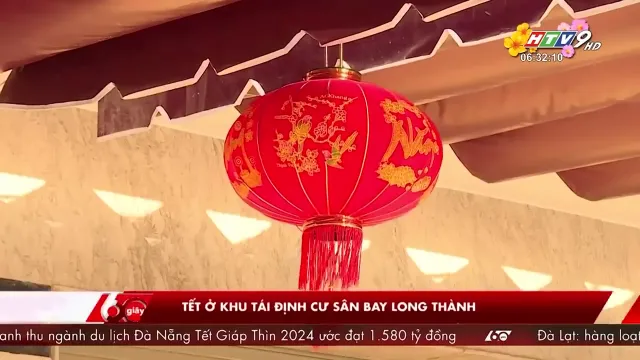 HTV9 HD
06:32:10
60 giây
TẾT Ở KHU TÁI ĐỊNH CƯ SÂN BAY LONG THÀNH
anh thu ngành du lịch Đà Nẵng Tết Giáp Thìn 2024 ước đạt 1.580 tỷ đồng
Đà Lạt: hàng loạt